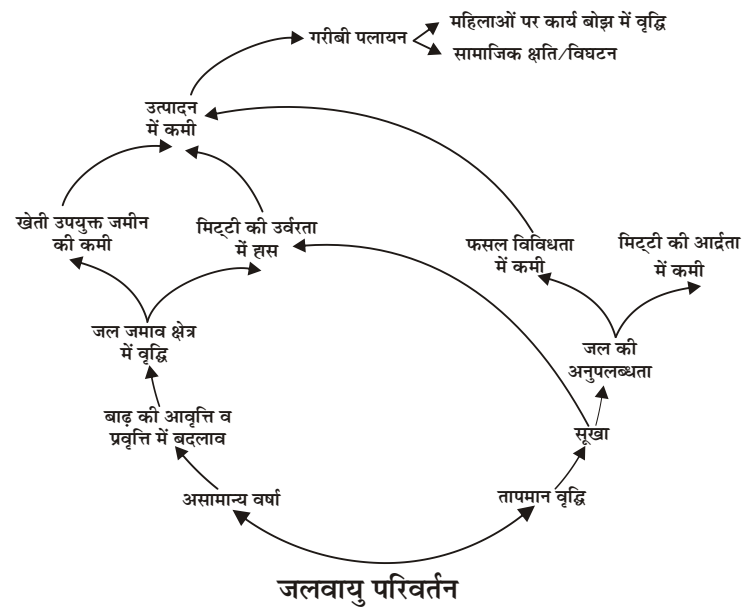 महिलाओं पर कार्य बोझ में वृद्धि
गरीबी पलायन
सामाजिक क्षति/विघटन
उत्पादन
में कमी
खेती उपयुक्त जमीन
की कमी
मिट्टी की उर्वरता
में ह्रास
फसल विविधता
में कमी
मिट्टी की आर्द्रता
में कमी
जल जमाव क्षेत्र
में वृद्धि
जल की
अनुपलब्धता
बाढ़ की आवृत्ति व
प्रवृत्ति में बदलाव
सूखा
असामान्य वर्षा
तापमान वृद्धि
जलवायु परिवर्तन